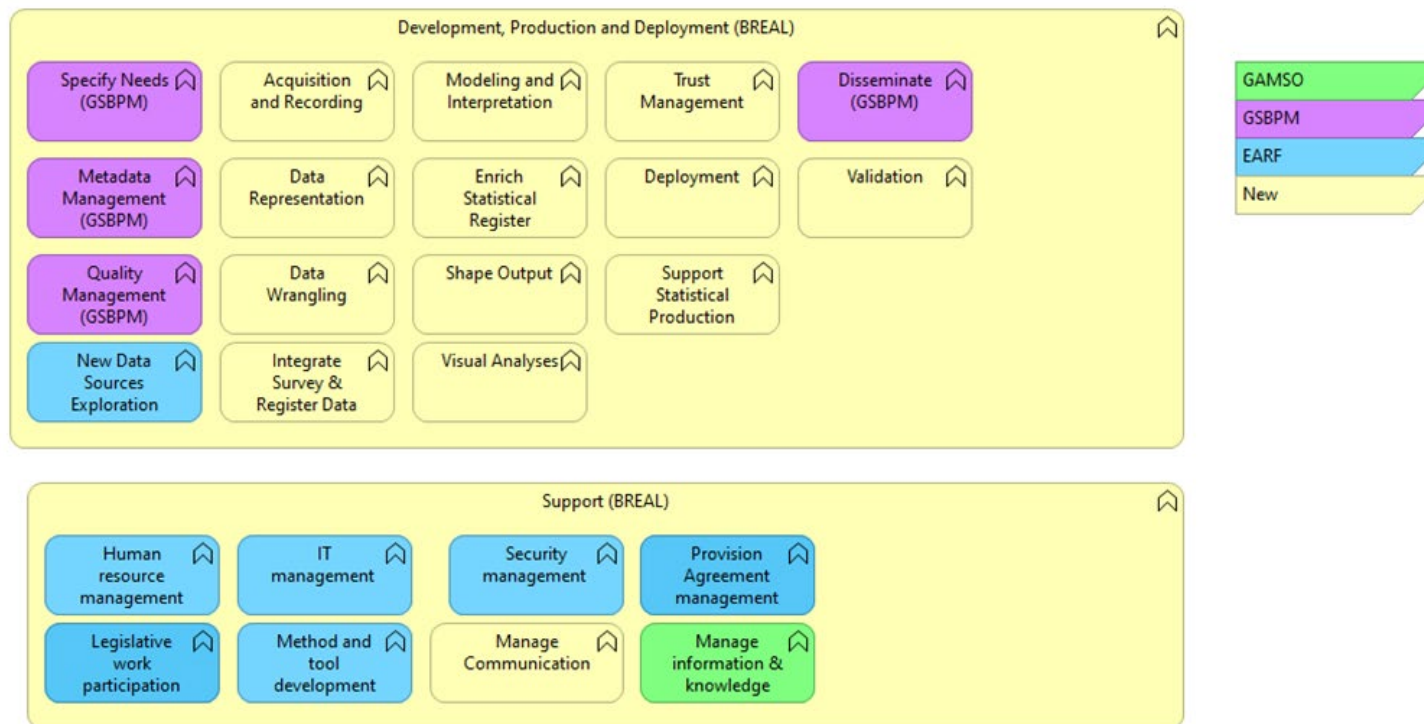 Development, Production and Deployment (BREAL)
Specify Needs
(GSBPM)
Acquisition
and Recording
Modeling and
Interpretation
Trust
Management
Disseminate
(GSBPM)
Metadata
Management
(GSBPM)
Data
Representation
Enrich
Statistical
Register
Deployment
Validation
Quality
Management
(GSBPM)
Data
Wrangling
Shape Output
Support
Statistical
Production
New Data
Sources
Exploration
Integrate
Survey &
Register Data
Visual Analyses
GAMSO
GSBPM
EARF
New
Support (BREAL)
Human
resource
management
IT
management
Security
management
Provision
Agreement
management
Legislative
work
participation
Method and
tool
development
Manage
Communication
Manage
information &
knowledge